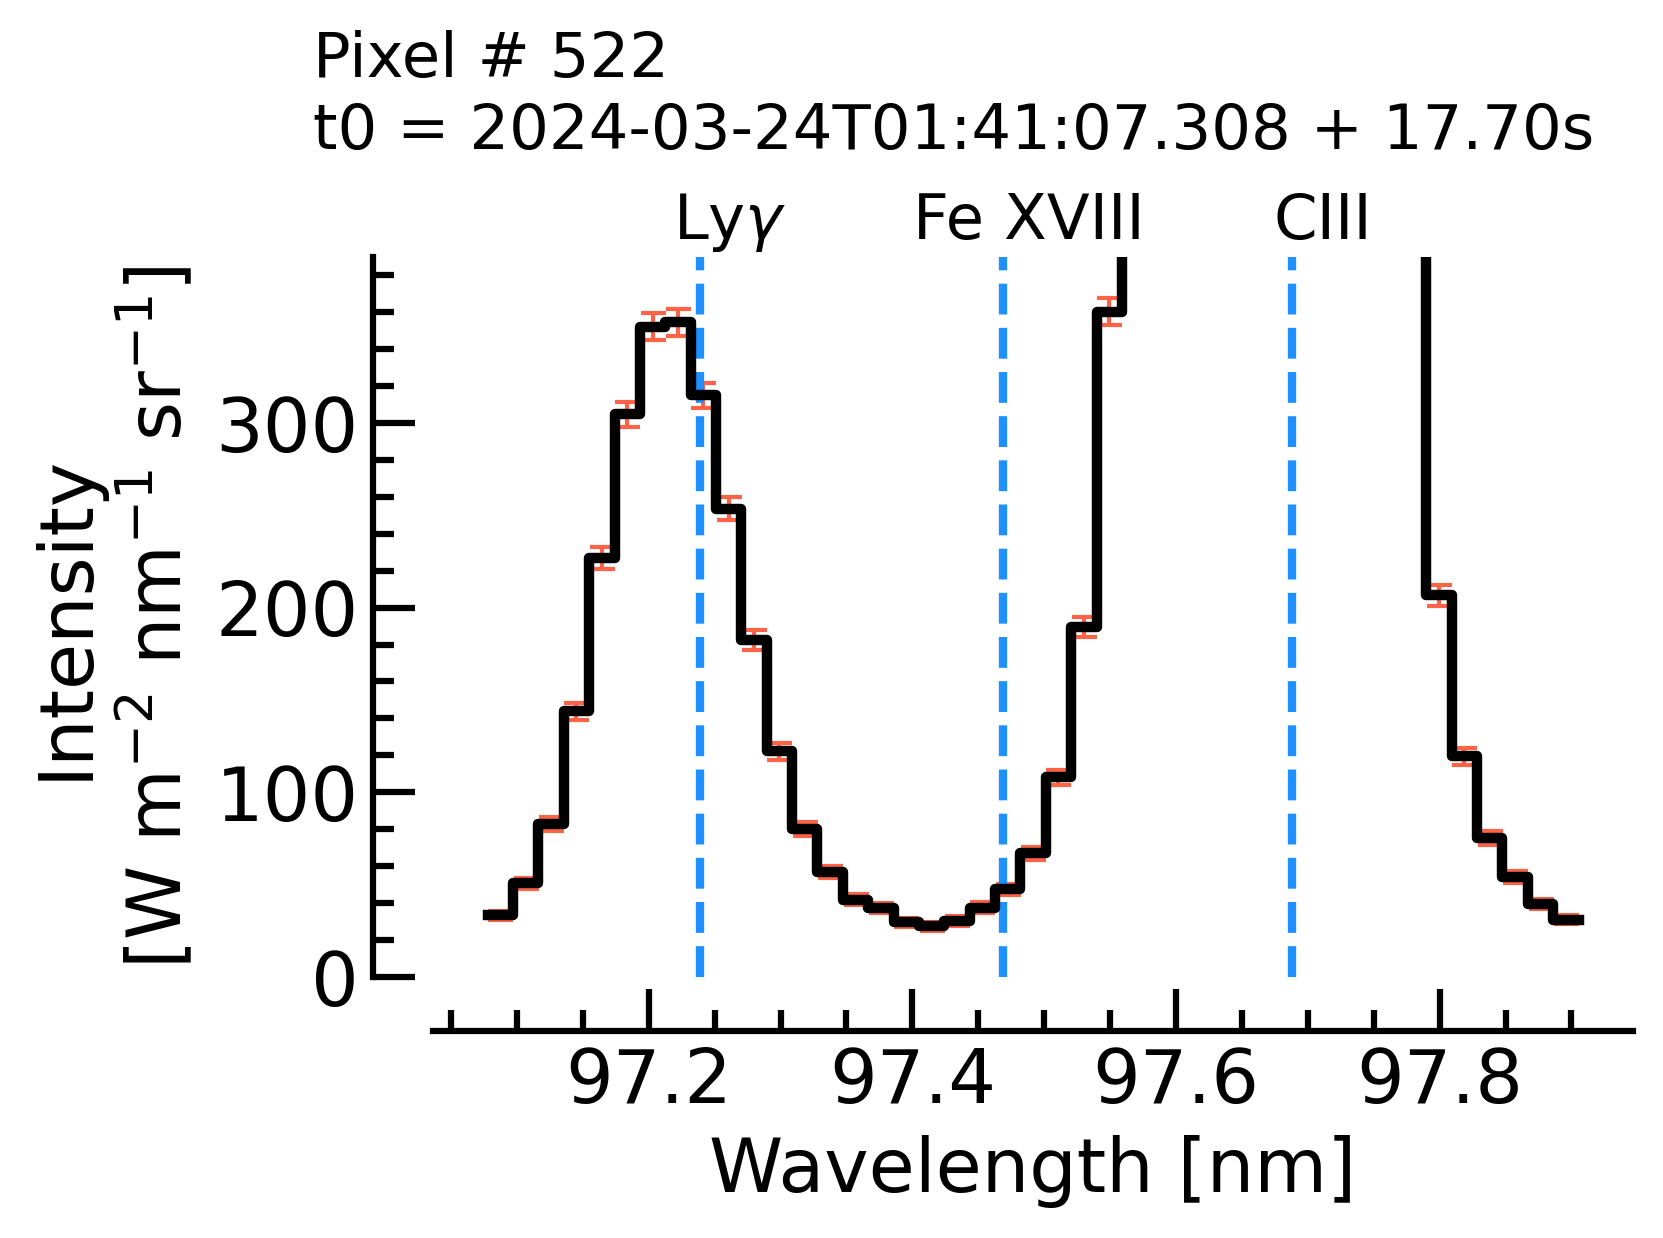 Pixel # 522
t0 = 2024-03-24T01:41:07.308 + 17.70s
Lyγ Fe XVIII CIII
Intensity
[W m⁻² nm⁻¹ sr⁻¹]
300
200
100
0
97.2 97.4 97.6 97.8
Wavelength [nm]